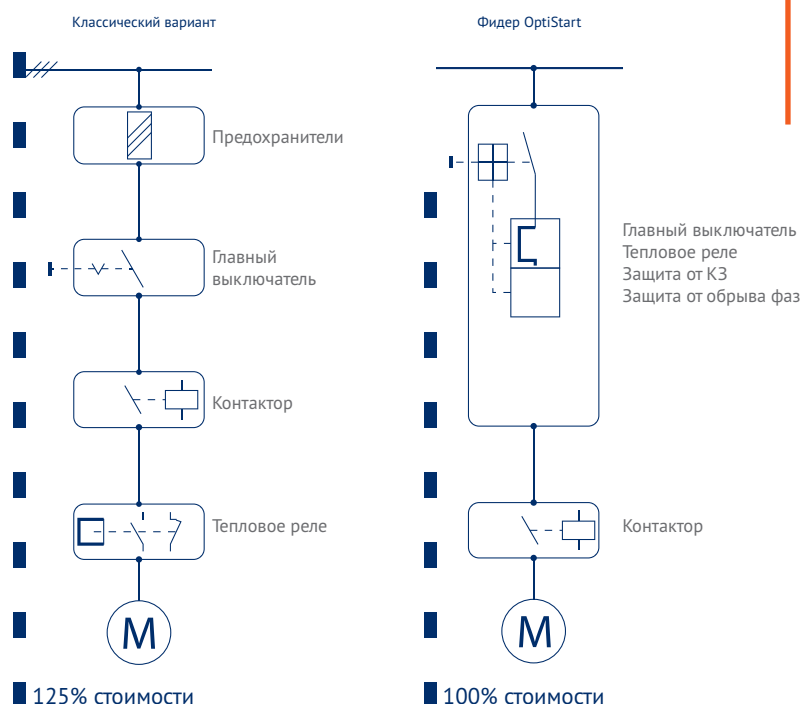 Классический вариант
Предохранители
Главный
выключатель
Контактор
Тепловое реле
M
125% стоимости
Фидер OptiStart
Главный выключатель
Тепловое реле
Защита от КЗ
Защита от обрыва фаз
Контактор
M
100% стоимости